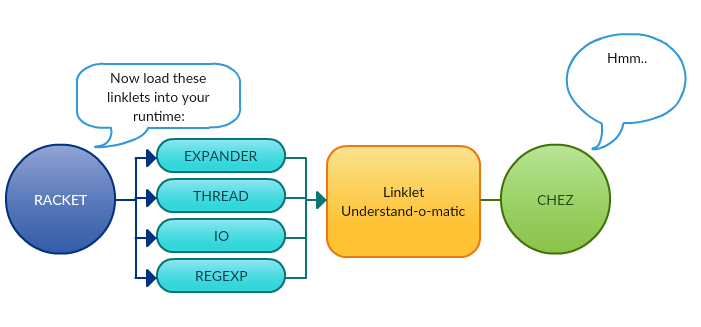 Now load these
linklets into your
runtime:
Hmm..
RACKET
EXPANDER
THREAD
IO
REGEXP
Linklet
Understand-o-matic
CHEZ